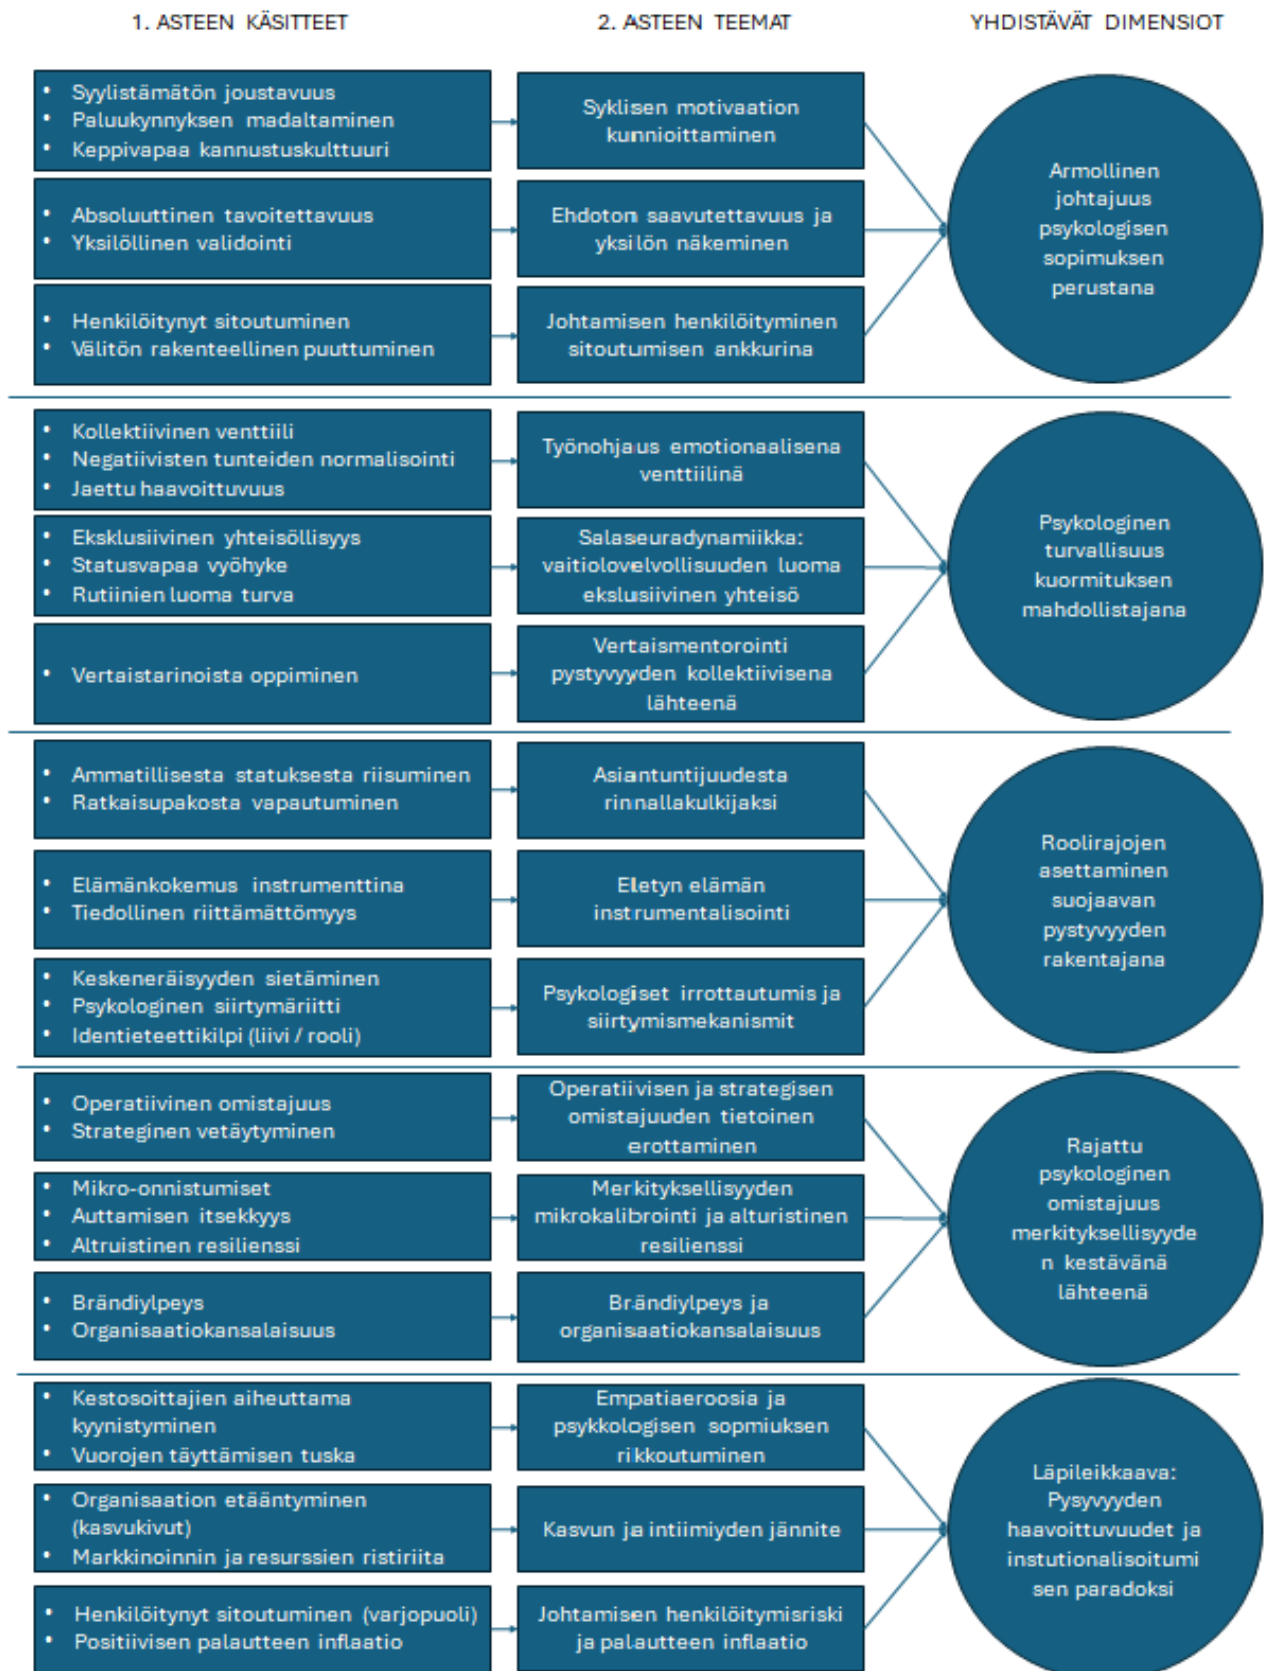 1. ASTEEN KÄSITTEET
2. ASTEEN TEEMAT
YHDISTÄVÄT DIMENSIOT
• Syylistämätön joustavuus
• Paluukynnyksen madaltaminen
• Keppivapaa kannustuskulttuuri
Syklisen motivaation
kunnioittaminen
• Absoluuttinen tavoitettavuus
• Yksilöllinen validointi
Ehdoton saavutettavuus ja
yksilön näkeminen
• Henkilöitynyt sitoutuminen
• Välitön rakenteellinen puuttuminen
Johtamisen henkilöityminen
sitoutumisen ankkurina
Armollinen
johtajuus
psykologisen
sopimuksen
perustana
• Kollektiivinen venttiili
• Negatiivisten tunteiden normalisointi
• Jaettu haavoittuvuus
Työnohjaus emotionaalisena
venttiilinä
• Eksklusiivinen yhteisöllisyys
• Statusvapaa vyöhyke
• Rutiinien luoma turva
Salaseuradynamiikka:
vaitiolovelvollisuuden luoma
ekslusiivinen yhteisö
• Vertaistarinoista oppiminen
Vertaismentorointi
pystyvyyden kollektiivisena
lähteenä
Psykologinen
turvallisuus
kuormituksen
mahdollistajana
• Ammatillisesta statuksesta riisuminen
• Ratkaisupakosta vapautuminen
Asiantuntijuudesta
rinnallakulkijaksi
• Elämänkokemus instrumenttina
• Tiedollinen riittämättömyys
Eletyn elämän
instrumentalisointi
• Keskeneräisyyden sietäminen
• Psykologinen siirtymäriitti
• Identieteettikilpi (liivi / rooli)
Psykologiset irrottautumis ja
siirtymismekanismit
Roolirajojen
asettaminen
suojaavan
pystyvyyden
rakentajana
• Operatiivinen omistajuus
• Strateginen vetäytyminen
Operatiivisen ja strategisen
omistajuuden tietoinen
erottaminen
• Mikro-onnistumiset
• Auttamisen itsekkyys
• Altruistinen resilienssi
Merkityksellisyyden
mikrokalibrointi ja alturistinen
resilienssi
• Brändiylpeys
• Organisaatiokansalaisuus
Brändiylpeys ja
organisaatiokansalaisuus
Rajattu
psykologinen
omistajuus
merkityksellisyyde
n kestävänä
lähteenä
• Kestosoittajien aiheuttama
kyynistyminen
• Vuorojen täyttämisen tuska
Empatiaeroosia ja
psykkologisen sopmiuksen
rikkoutuminen
• Organisaation etääntyminen
(kasvukivut)
• Markkinoinnin ja resurssien ristiriita
Kasvun ja intiimiyden jännite
• Henkilöitynyt sitoutuminen (varjopuoli)
• Positiivisen palautteen inflaatio
Johtamisen henkilöitymisriski
ja palautteen inflaatio
Läpileikkaava:
Pysyvyyden
haavoittuvuudet ja
instutionalisoitumi
sen paradoksi